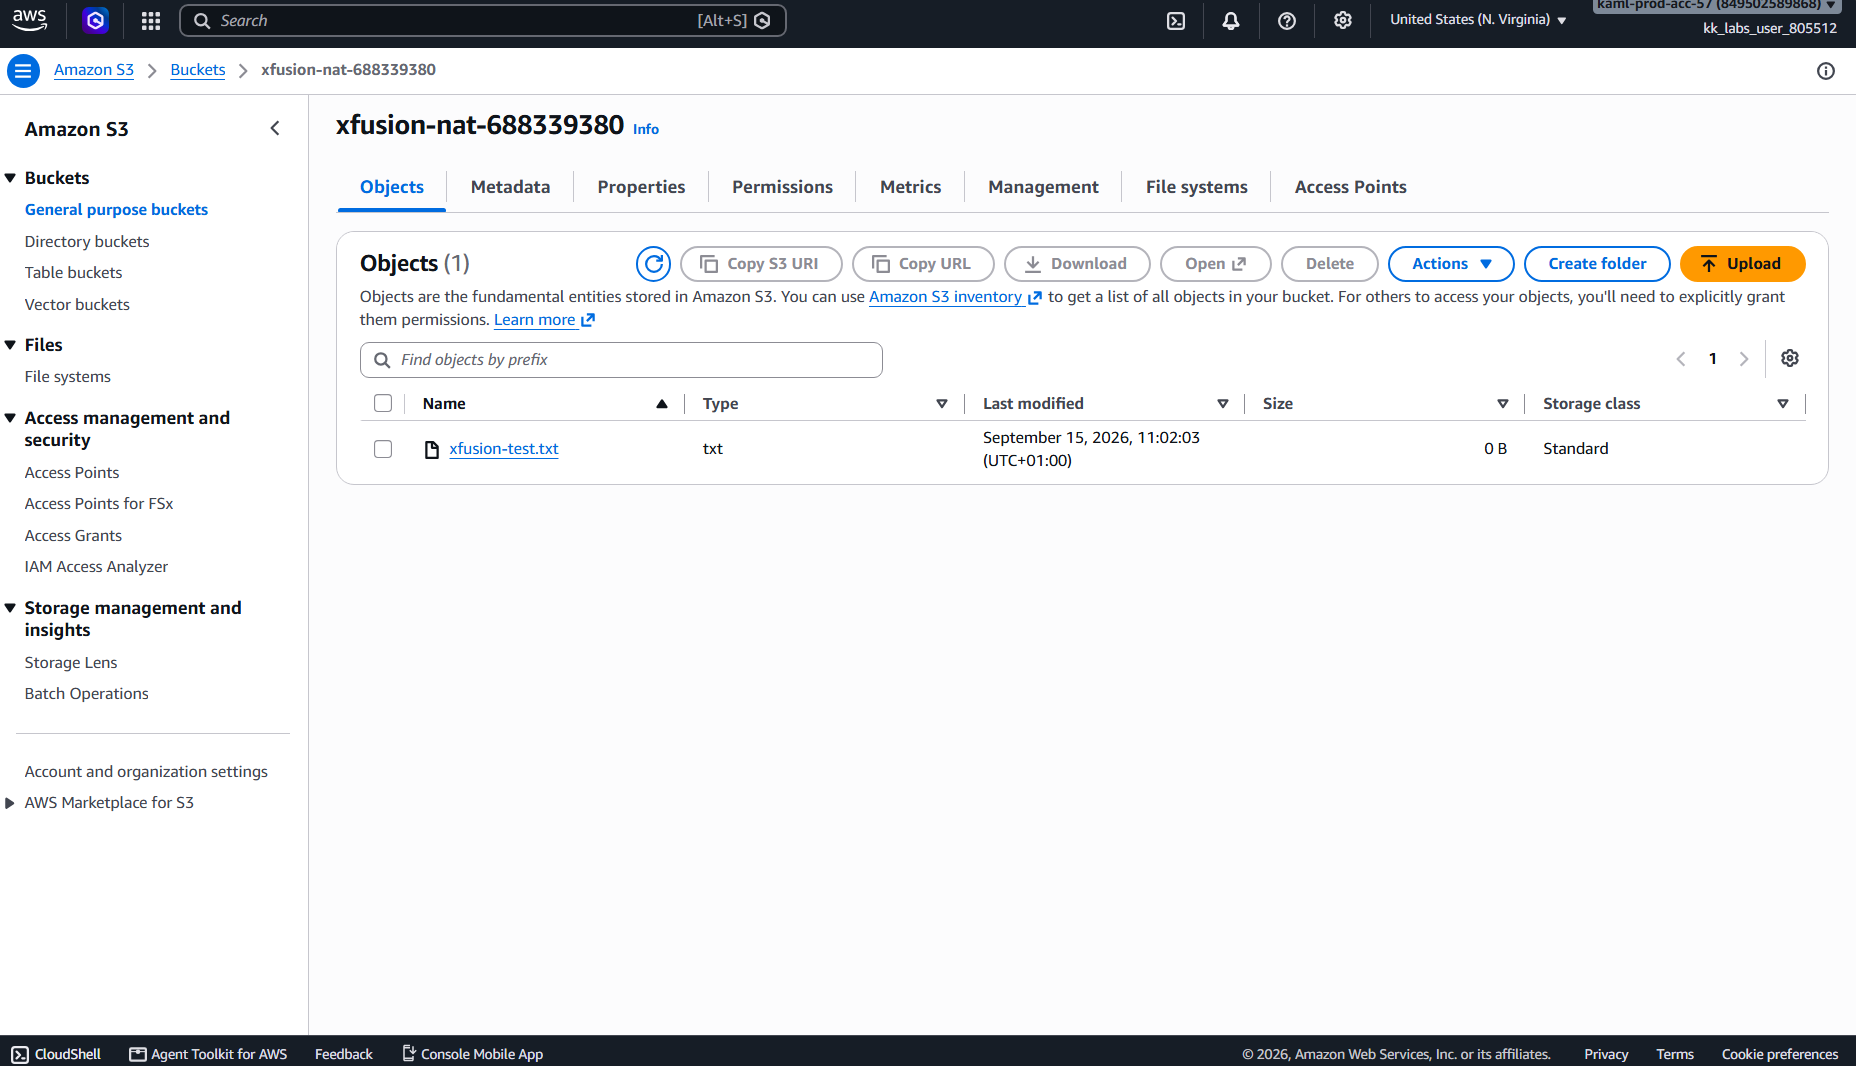 aws
Search [Alt+S]
United States (N. Virginia)
kaml-prod-acc-57 (849502589868)
kk_labs_user_805512
Amazon S3
Buckets
xfusion-nat-688339380
Amazon S3
Buckets
General purpose buckets
Directory buckets
Table buckets
Vector buckets
Files
File systems
Access management and
security
Access Points
Access Points for FSx
Access Grants
IAM Access Analyzer
Storage management and
insights
Storage Lens
Batch Operations
Account and organization settings
AWS Marketplace for S3
xfusion-nat-688339380 Info
Objects Metadata Properties Permissions Metrics Management File systems Access Points
Objects (1) Copy S3 URI Copy URL Download Open Delete Actions Create folder Upload
Objects are the fundamental entities stored in Amazon S3. You can use Amazon S3 inventory to get a list of all objects in your bucket. For others to access your objects, you'll need to explicitly grant
them permissions. Learn more
Find objects by prefix
1
Name Type Last modified Size Storage class
xfusion-test.txt txt September 15, 2026, 11:02:03 0 B Standard
(UTC+01:00)
CloudShell Agent Toolkit for AWS Feedback Console Mobile App © 2026, Amazon Web Services, Inc. or its affiliates. Privacy Terms Cookie preferences